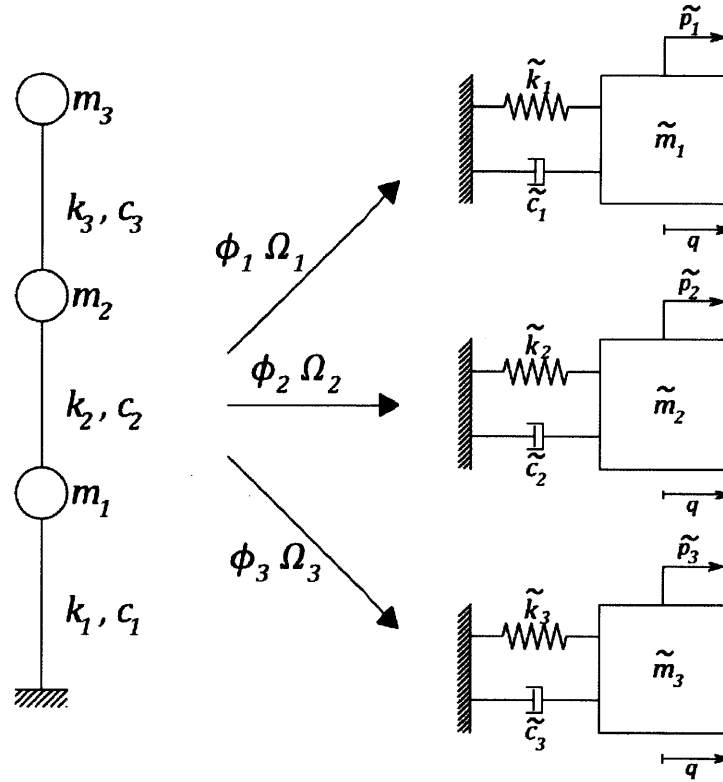 m₃
k₃, c₃
m₂
k₂, c₂
m₁
k₁, c₁
ϕ₁ Ω₁
ϕ₂ Ω₂
ϕ₃ Ω₃
p̃₁
k̃₁
m̃₁
c̃₁
q
p̃₂
k̃₂
m̃₂
c̃₂
q
p̃₃
k̃₃
m̃₃
c̃₃
q